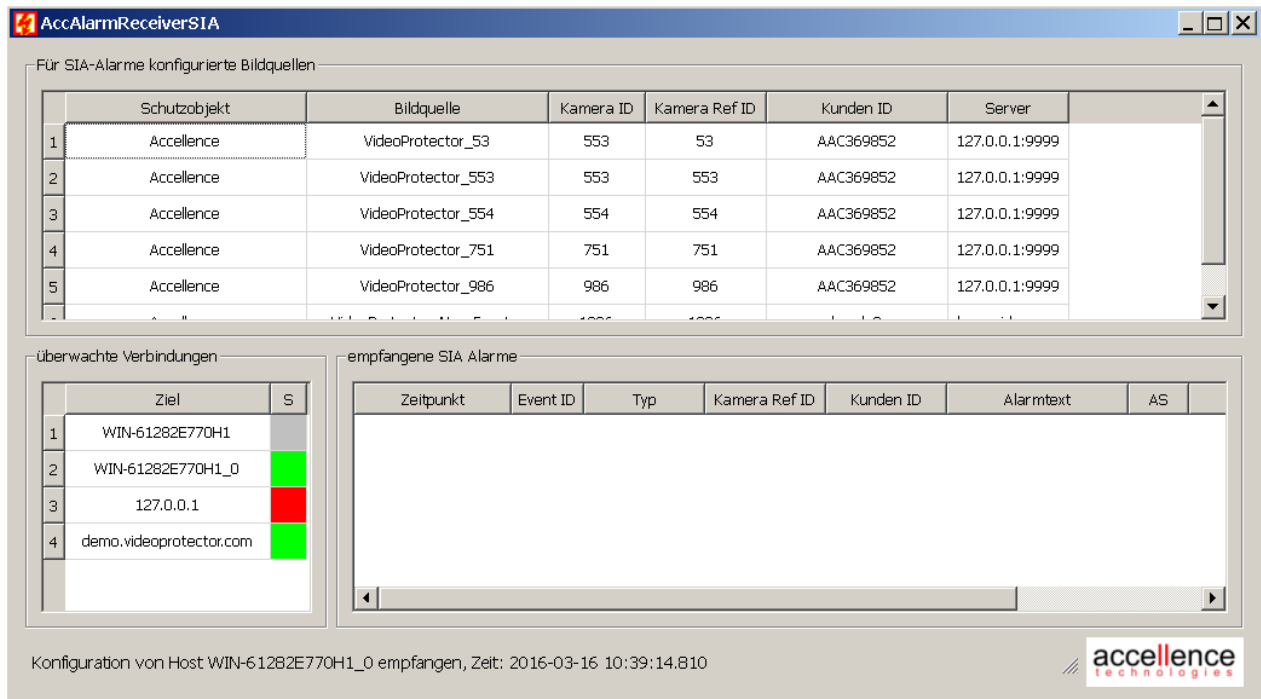 AccAlarmReceiverSIA
Für SIA-Alarme konfigurierte Bildquellen
Schutzobjekt Bildquelle Kamera ID Kamera Ref ID Kunden ID Server
1 Accellence VideoProtector_53 553 53 AAC369852 127.0.0.1:9999
2 Accellence VideoProtector_553 553 553 AAC369852 127.0.0.1:9999
3 Accellence VideoProtector_554 554 554 AAC369852 127.0.0.1:9999
4 Accellence VideoProtector_751 751 751 AAC369852 127.0.0.1:9999
5 Accellence VideoProtector_986 986 986 AAC369852 127.0.0.1:9999
überwachte Verbindungen
Ziel S
1 WIN-61282E770H1
2 WIN-61282E770H1_0
3 127.0.0.1
4 demo.videoprotector.com
empfangene SIA Alarme
Zeitpunkt Event ID Typ Kamera Ref ID Kunden ID Alarmtext AS
Konfiguration von Host WIN-61282E770H1_0 empfangen, Zeit: 2016-03-16 10:39:14.810
accellence
technologies